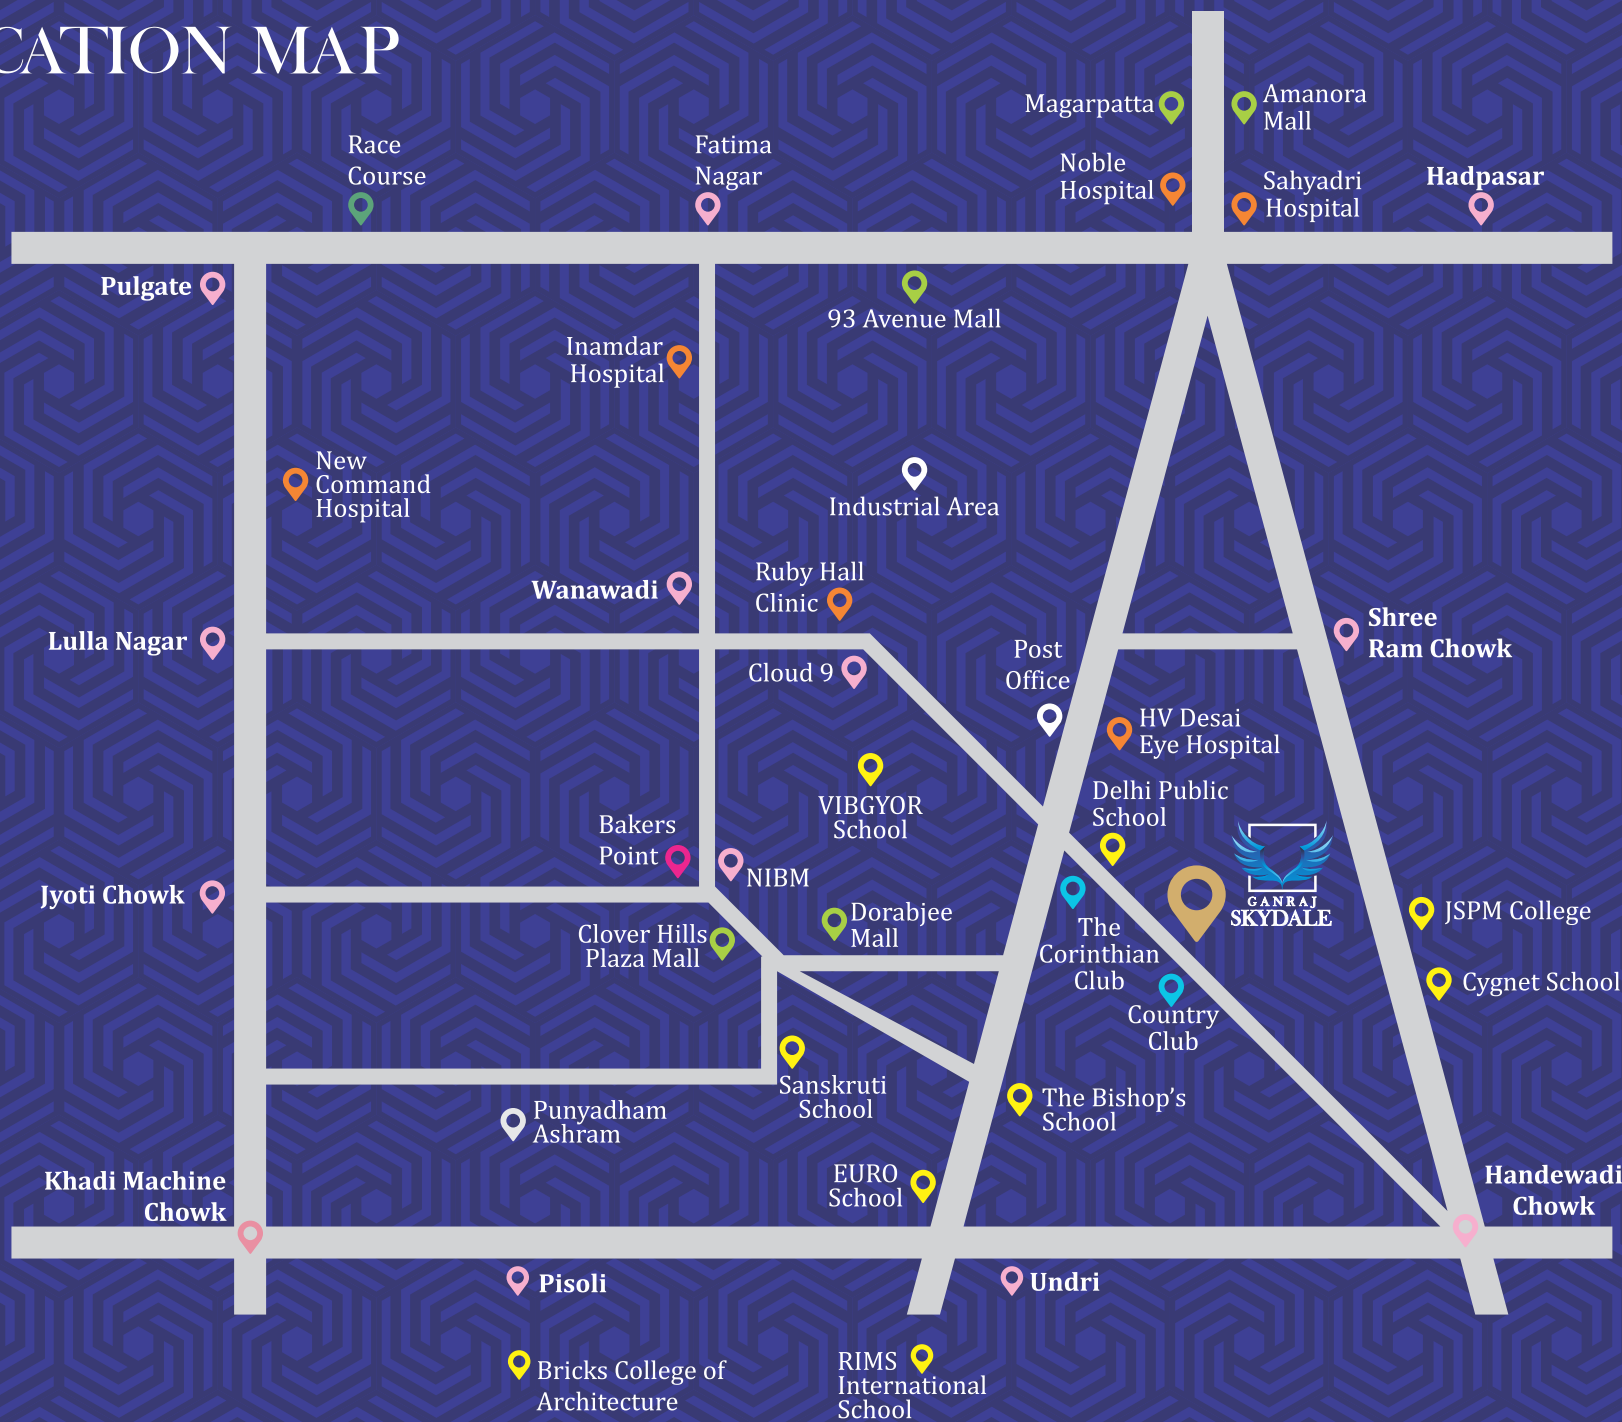 CATION MAP
Magarpatta
Amanora
Mall
Race
Course
Fatima
Nagar
Noble
Hospital
Sahyadri
Hospital
Hadpasar
Pulgate
93 Avenue Mall
Inamdar
Hospital
New
Command
Hospital
Industrial Area
Wanawadi
Ruby Hall
Clinic
Lulla Nagar
Shree
Ram Chowk
Cloud 9
Post
Office
HV Desai
Eye Hospital
VIBGYOR
School
Delhi Public
School
Bakers
Point
NIBM
Jyoti Chowk
GANRAJ
SKYDALE
JSPM College
Clover Hills
Plaza Mall
Dorabjee
Mall
The
Corinthian
Club
Cygnet School
Country
Club
Sanskruti
School
The Bishop’s
School
Punyadham
Ashram
EURO
School
Khadi Machine
Chowk
Handewadi
Chowk
Pisoli
Undri
Bricks College of
Architecture
RIMS
International
School